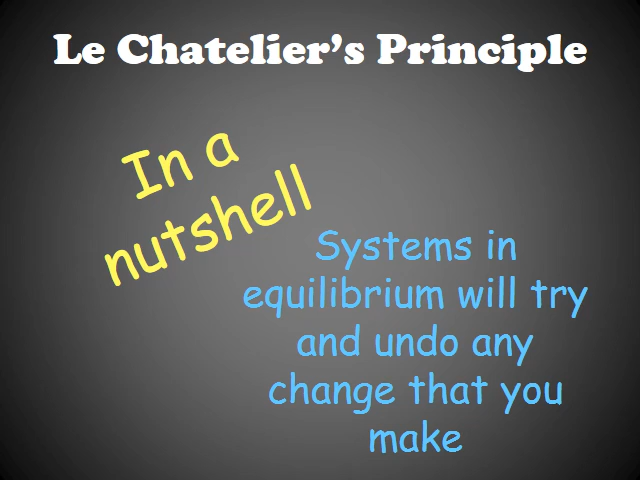 Le Chatelier’s Principle
In a
nutshell
Systems in
equilibrium will try
and undo any
change that you
make